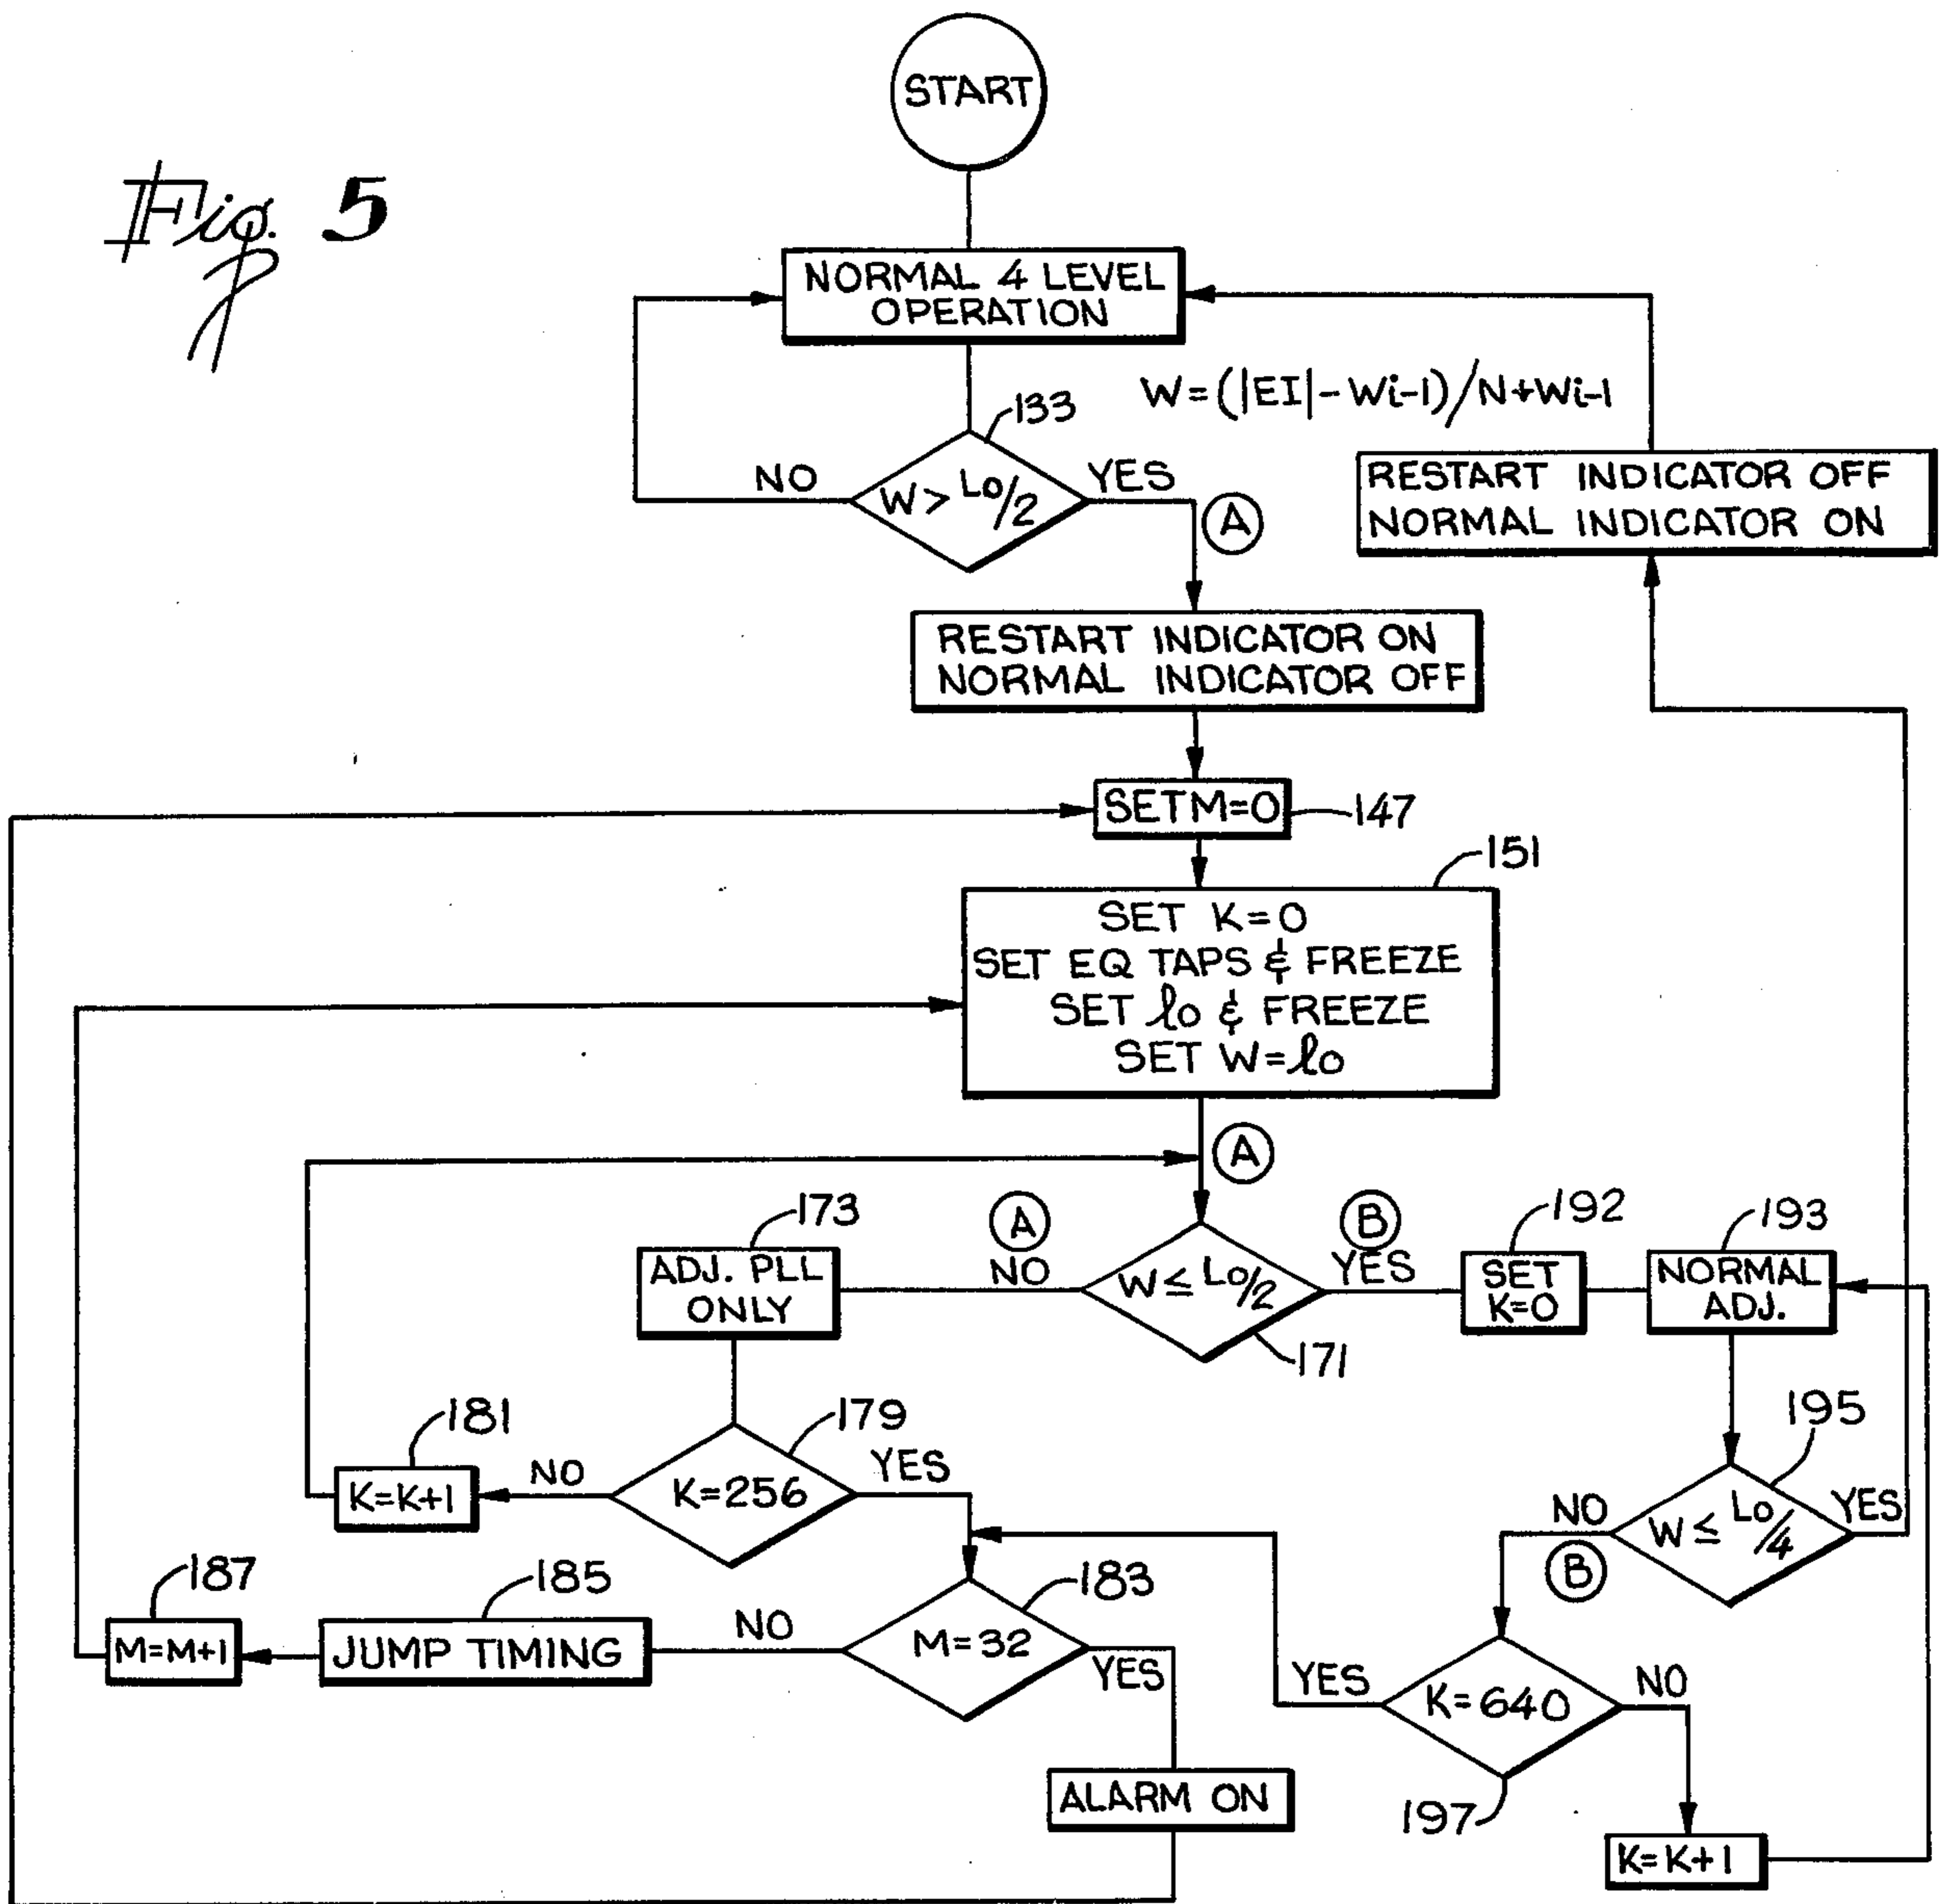 START
Fig. 5
NORMAL 4 LEVEL
OPERATION
W=(|EI|-Wi-1)/N+Wi-1
133
NO
W > Lo/2
YES
A
RESTART INDICATOR OFF
NORMAL INDICATOR ON
RESTART INDICATOR ON
NORMAL INDICATOR OFF
SET M=0
147
151
SET K=0
SET EQ TAPS & FREEZE
SET lo & FREEZE
SET W=lo
A
173
ADJ. PLL
ONLY
A
NO
W ≤ Lo/2
171
B
YES
192
SET
K=0
193
NORMAL
ADJ.
181
K=K+1
NO
179
K=256
YES
195
NO
W ≤ Lo/4
YES
B
187
M=M+1
185
JUMP TIMING
NO
183
M=32
YES
YES
K=640
NO
197
ALARM ON
K=K+1